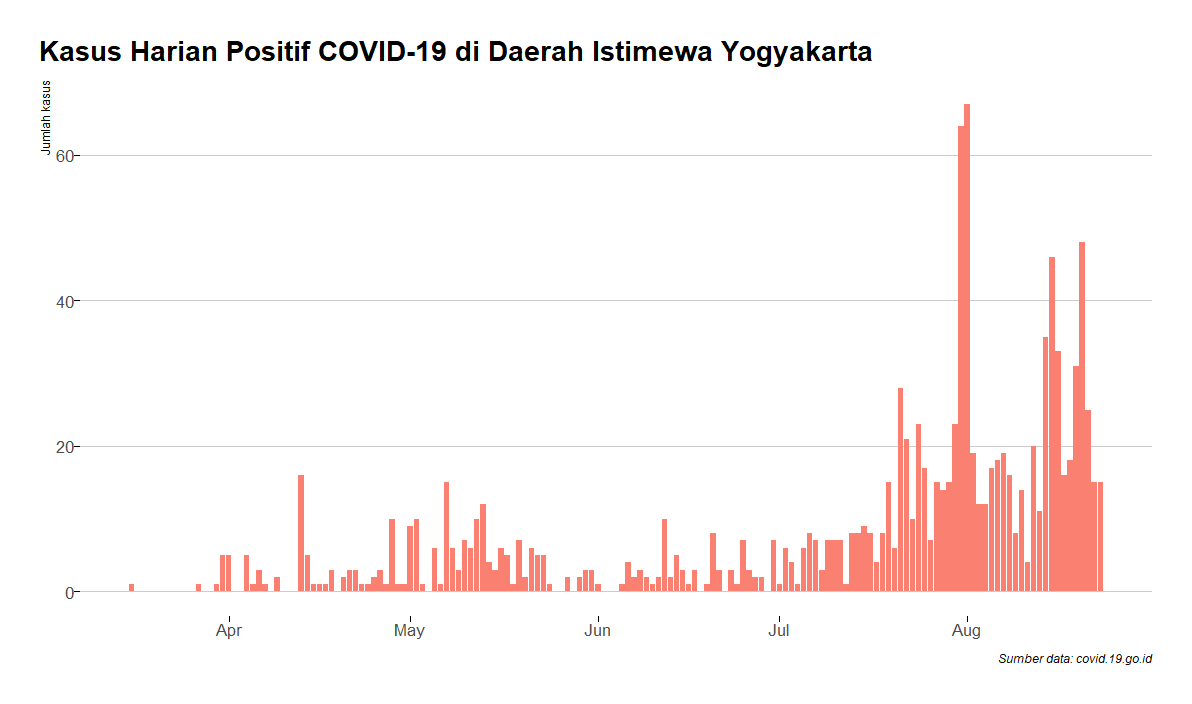 Kasus Harian Positif COVID-19 di Daerah Istimewa Yogyakarta
Jumlah kasus
60
40
20
0
Apr May Jun Jul Aug
Sumber data: covid.19.go.id